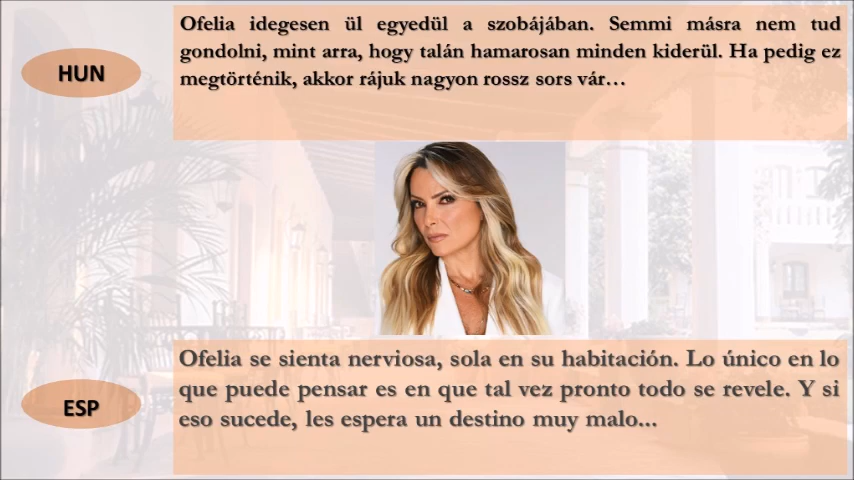 Ofelia idegesen ül egyedül a szobájában. Semmi másra nem tud
gondolni, mint arra, hogy talán hamarosan minden kiderül. Ha pedig ez
megtörténik, akkor rájuk nagyon rossz sors vár…
HUN
Ofelia se sienta nerviosa, sola en su habitación. Lo único en lo
que puede pensar es en que tal vez pronto todo se revele. Y si
eso sucede, les espera un destino muy malo...
ESP